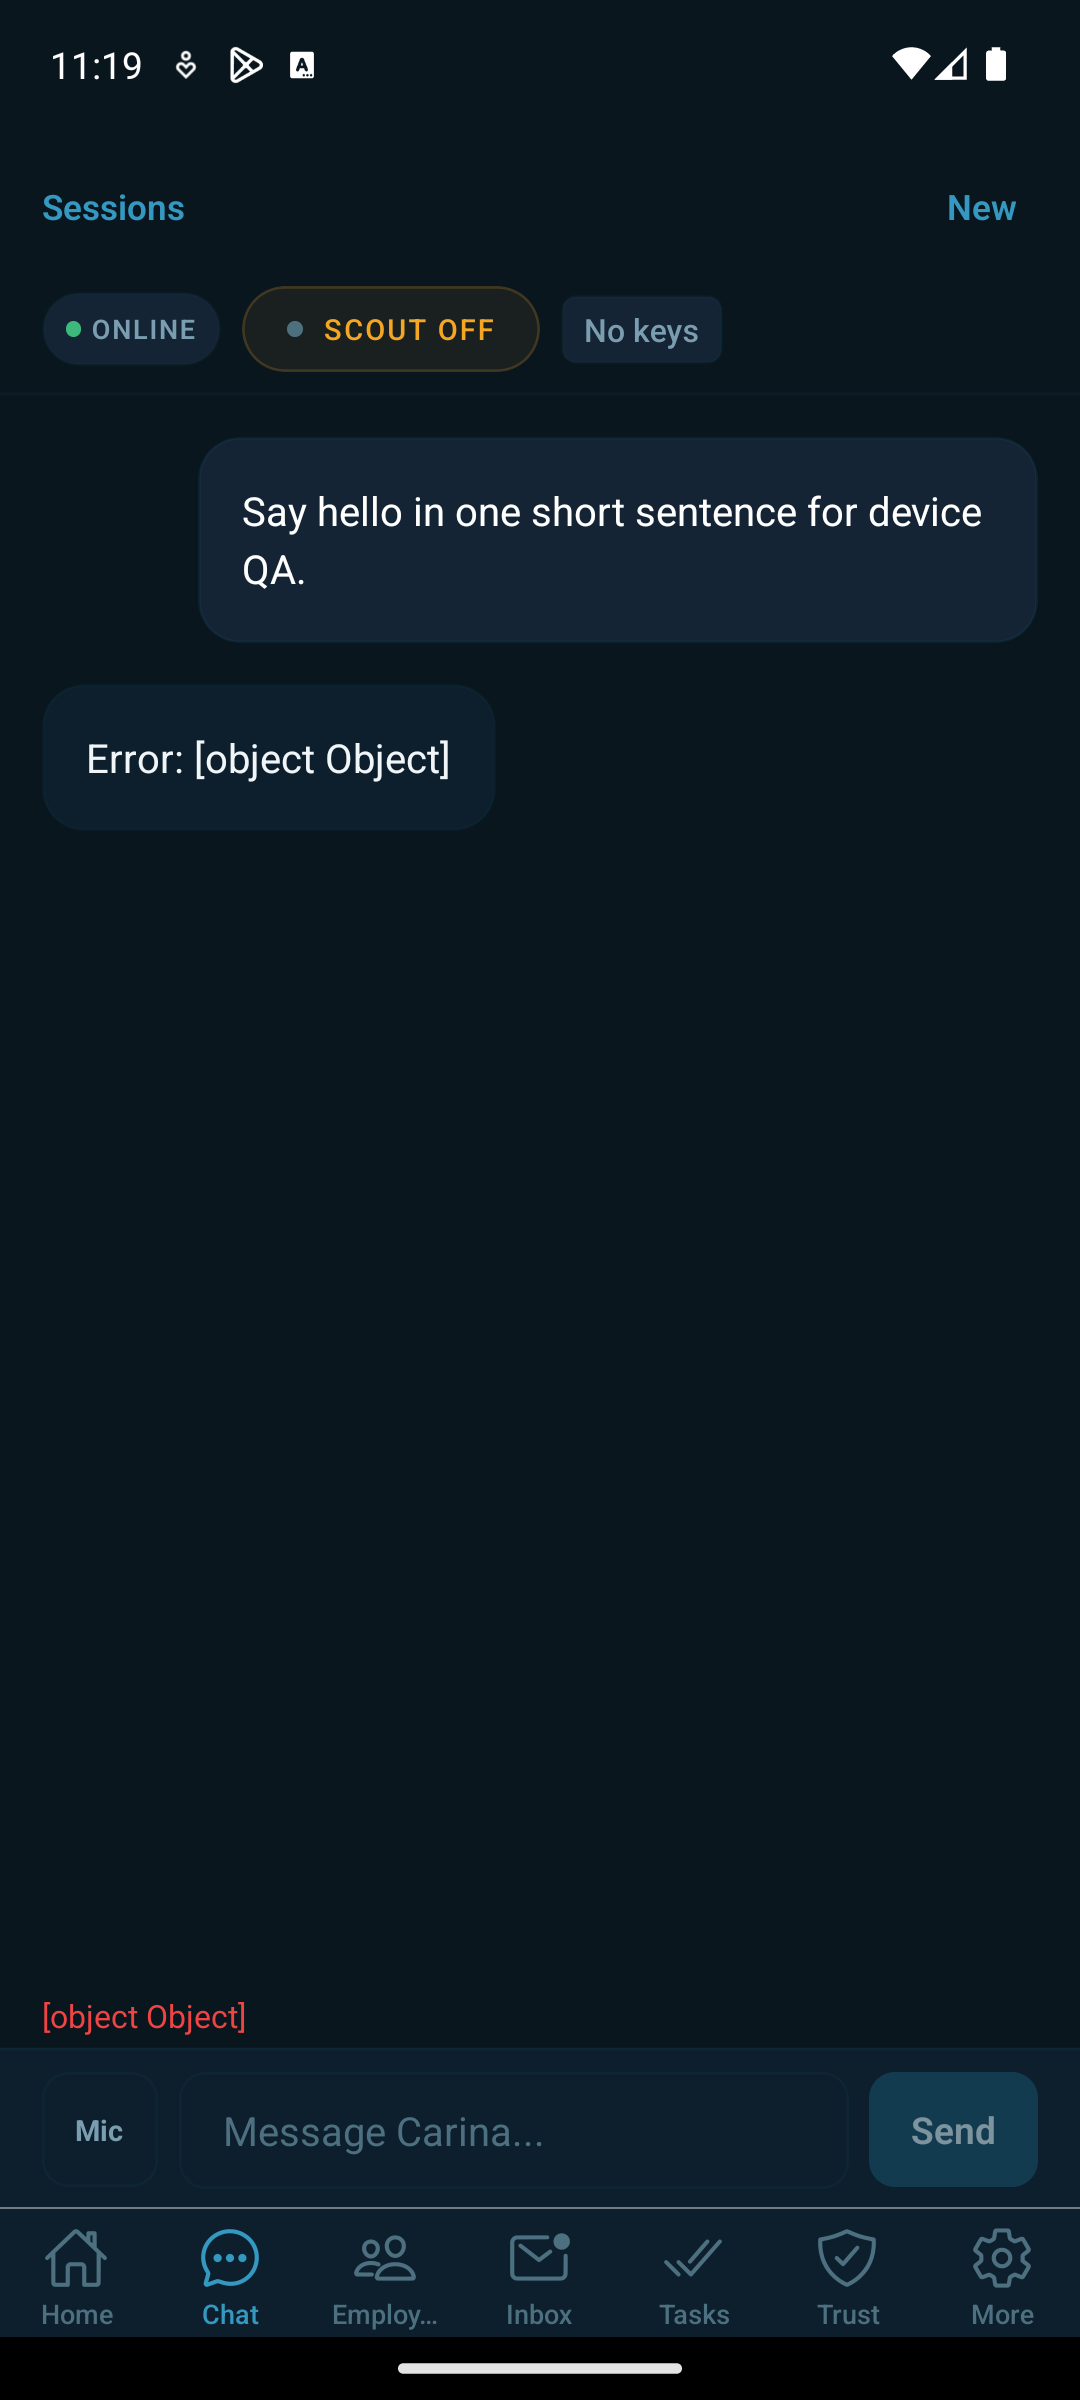 11:19
Sessions
New
ONLINE
SCOUT OFF
No keys
Say hello in one short sentence for device
QA.
Error: [object Object]
[object Object]
Mic
Message Carina...
Send
Home
Chat
Employ...
Inbox
Tasks
Trust
More